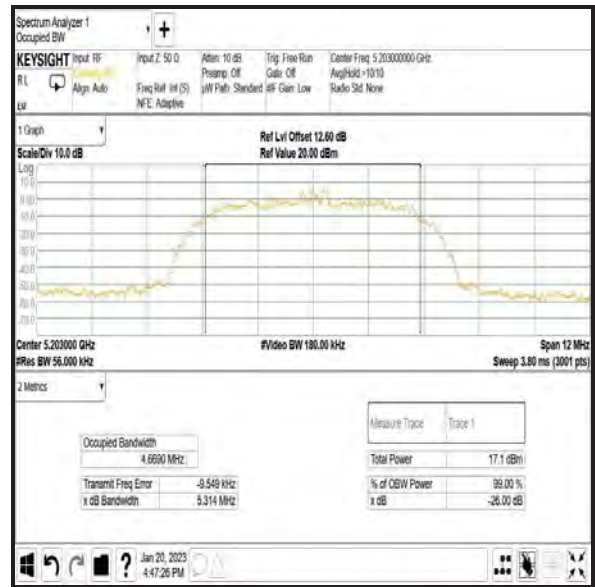 Spectrum Analyzer 1
Occupied BW
+
KEYSIGHT Input: RF Input Z: 50 Ω Atten: 10 dB Trig: Free Run Center Freq: 5.203000000 GHz
Preamp: Off Gate: Off Avg|Hold:>10/10
RL Align: Auto Freq Ref: Int (S) µW Path: Standard #IF Gain: Low Radio Std: None
NFE: Adaptive
1 Graph
Ref Lvl Offset 12.60 dB
Scale/Div 10.0 dB Ref Value 20.00 dBm
Log
10.0
0.00
Center 5.203000 GHz #Video BW 180.00 kHz Span 12 MHz
#Res BW 56.000 kHz Sweep 3.80 ms (3001 pts)
2 Metrics
Measure Trace Trace 1
Occupied Bandwidth
4.6690 MHz Total Power 17.1 dBm
Transmit Freq Error -9.549 kHz % of OBW Power 99.00 %
x dB Bandwidth 5.314 MHz x dB -26.00 dB
? Jan 20, 2023
4:47:26 PM